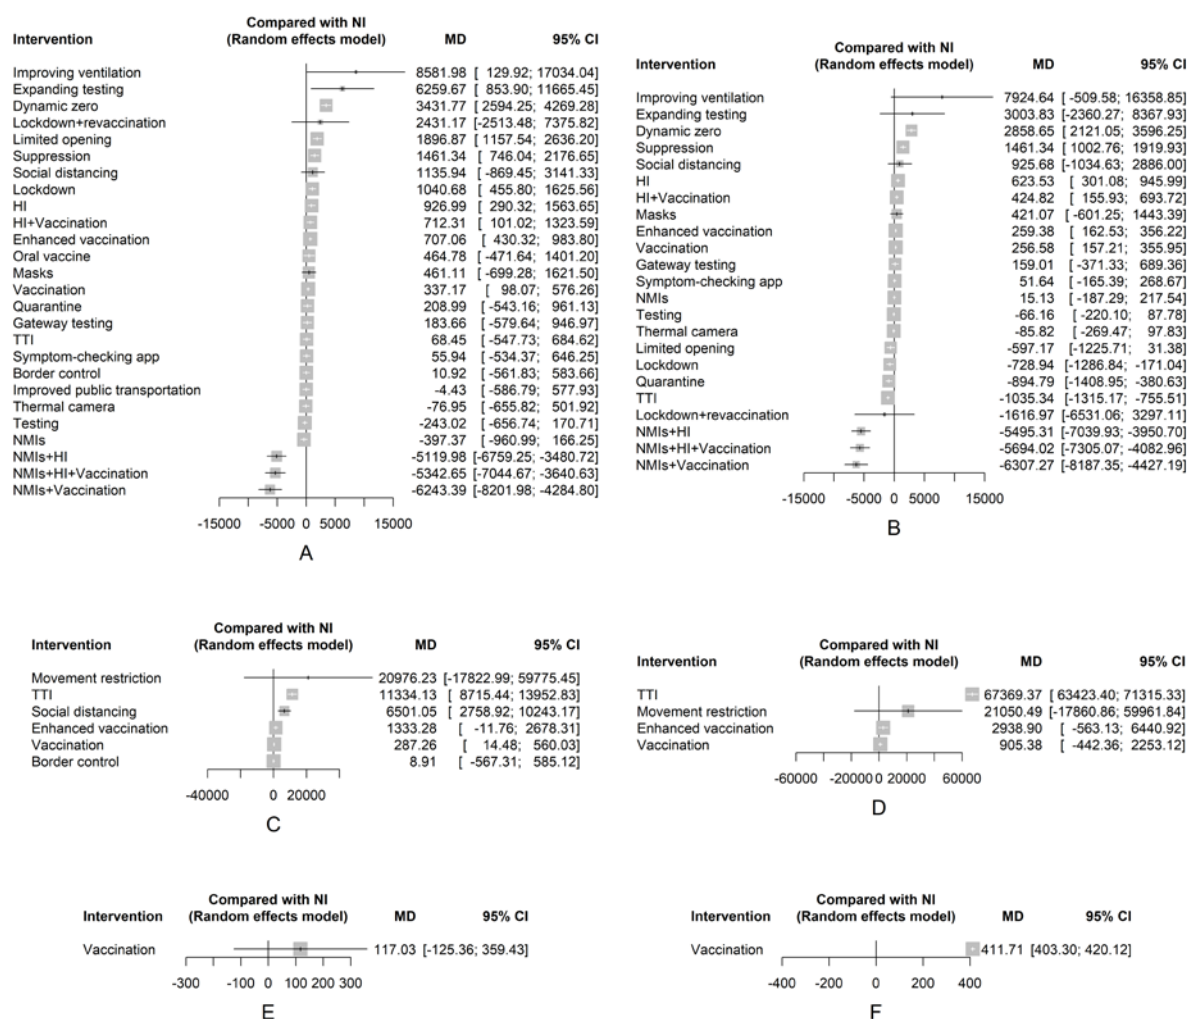 Compared with NI
Intervention (Random effects model) MD 95% CI
Improving ventilation 8581.98 [ 129.92; 17034.04]
Expanding testing 6259.67 [ 853.90; 11665.45]
Dynamic zero 3431.77 [ 2594.25; 4269.28]
Lockdown+revaccination 2431.17 [-2513.48; 7375.82]
Limited opening 1896.87 [ 1157.54; 2636.20]
Suppression 1461.34 [ 746.04; 2176.65]
Social distancing 1135.94 [ -869.45; 3141.33]
Lockdown 1040.68 [ 455.80; 1625.56]
HI 926.99 [ 290.32; 1563.65]
HI+Vaccination 712.31 [ 101.02; 1323.59]
Enhanced vaccination 707.06 [ 430.32; 983.80]
Oral vaccine 464.78 [ -471.64; 1401.20]
Masks 461.11 [ -699.28; 1621.50]
Vaccination 337.17 [ 98.07; 576.26]
Quarantine 208.99 [ -543.16; 961.13]
Gateway testing 183.66 [ -579.64; 946.97]
TTI 68.45 [ -547.73; 684.62]
Symptom-checking app 55.94 [ -534.37; 646.25]
Border control 10.92 [ -561.83; 583.66]
Improved public transportation -4.43 [ -586.79; 577.93]
Thermal camera -76.95 [ -655.82; 501.92]
Testing -243.02 [ -656.74; 170.71]
NMIs -397.37 [ -960.99; 166.25]
NMIs+HI -5119.98 [-6759.25; -3480.72]
NMIs+HI+Vaccination -5342.65 [-7044.67; -3640.63]
NMIs+Vaccination -6243.39 [-8201.98; -4284.80]
-15000 -5000 0 5000 15000
A
Compared with NI
Intervention (Random effects model) MD 95% CI
Improving ventilation 7924.64 [ -509.58; 16358.85]
Expanding testing 3003.83 [-2360.27; 8367.93]
Dynamic zero 2858.65 [ 2121.05; 3596.25]
Suppression 1461.34 [ 1002.76; 1919.93]
Social distancing 925.68 [ -1034.63; 2886.00]
HI 623.53 [ 301.08; 945.99]
HI+Vaccination 424.82 [ 155.93; 693.72]
Masks 421.07 [ -601.25; 1443.39]
Enhanced vaccination 259.38 [ 162.53; 356.22]
Vaccination 256.58 [ 157.21; 355.95]
Gateway testing 159.01 [ -371.33; 689.36]
Symptom-checking app 51.64 [ -165.39; 268.67]
NMIs 15.13 [ -187.29; 217.54]
Testing -66.16 [ -220.10; 87.78]
Thermal camera -85.82 [ -269.47; 97.83]
Limited opening -597.17 [ -1225.71; 31.38]
Lockdown -728.94 [ -1286.84; -171.04]
Quarantine -894.79 [ -1408.95; -380.63]
TTI -1035.34 [ -1315.17; -755.51]
Lockdown+revaccination -1616.97 [ -6531.06; 3297.11]
NMIs+HI -5495.31 [-7039.93; -3950.70]
NMIs+HI+Vaccination -5694.02 [-7305.07; -4082.96]
NMIs+Vaccination -6307.27 [-8187.35; -4427.19]
-15000 -5000 0 5000 15000
B
Compared with NI
Intervention (Random effects model) MD 95% CI
Movement restriction 20976.23 [-17822.99; 59775.45]
TTI 11334.13 [ 8715.44; 13952.83]
Social distancing 6501.05 [ 2758.92; 10243.17]
Enhanced vaccination 1333.28 [ -11.76; 2678.31]
Vaccination 287.26 [ 14.48; 560.03]
Border control 8.91 [ -567.31; 585.12]
-40000 0 20000
C
Compared with NI
Intervention (Random effects model) MD 95% CI
TTI 67369.37 [ 63423.40; 71315.33]
Movement restriction 21050.49 [-17860.86; 59961.84]
Enhanced vaccination 2938.90 [ -563.13; 6440.92]
Vaccination 905.38 [ -442.36; 2253.12]
-60000 -20000 0 20000 60000
D
Compared with NI
Intervention (Random effects model) MD 95% CI
Vaccination 117.03 [-125.36; 359.43]
-300 -100 0 100 200 300
E
Compared with NI
Intervention (Random effects model) MD 95% CI
Vaccination 411.71 [403.30; 420.12]
-400 -200 0 200 400
F